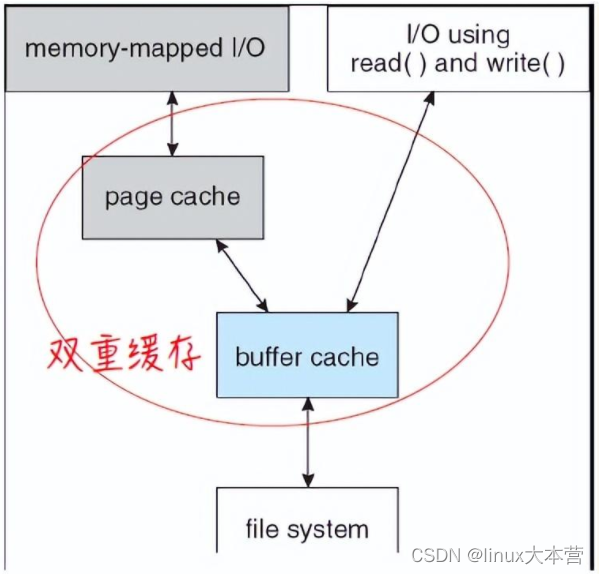 memory-mapped I/O
I/O using
read( ) and write( )
page cache
双重缓存
buffer cache
file system
CSDN @linux大本营